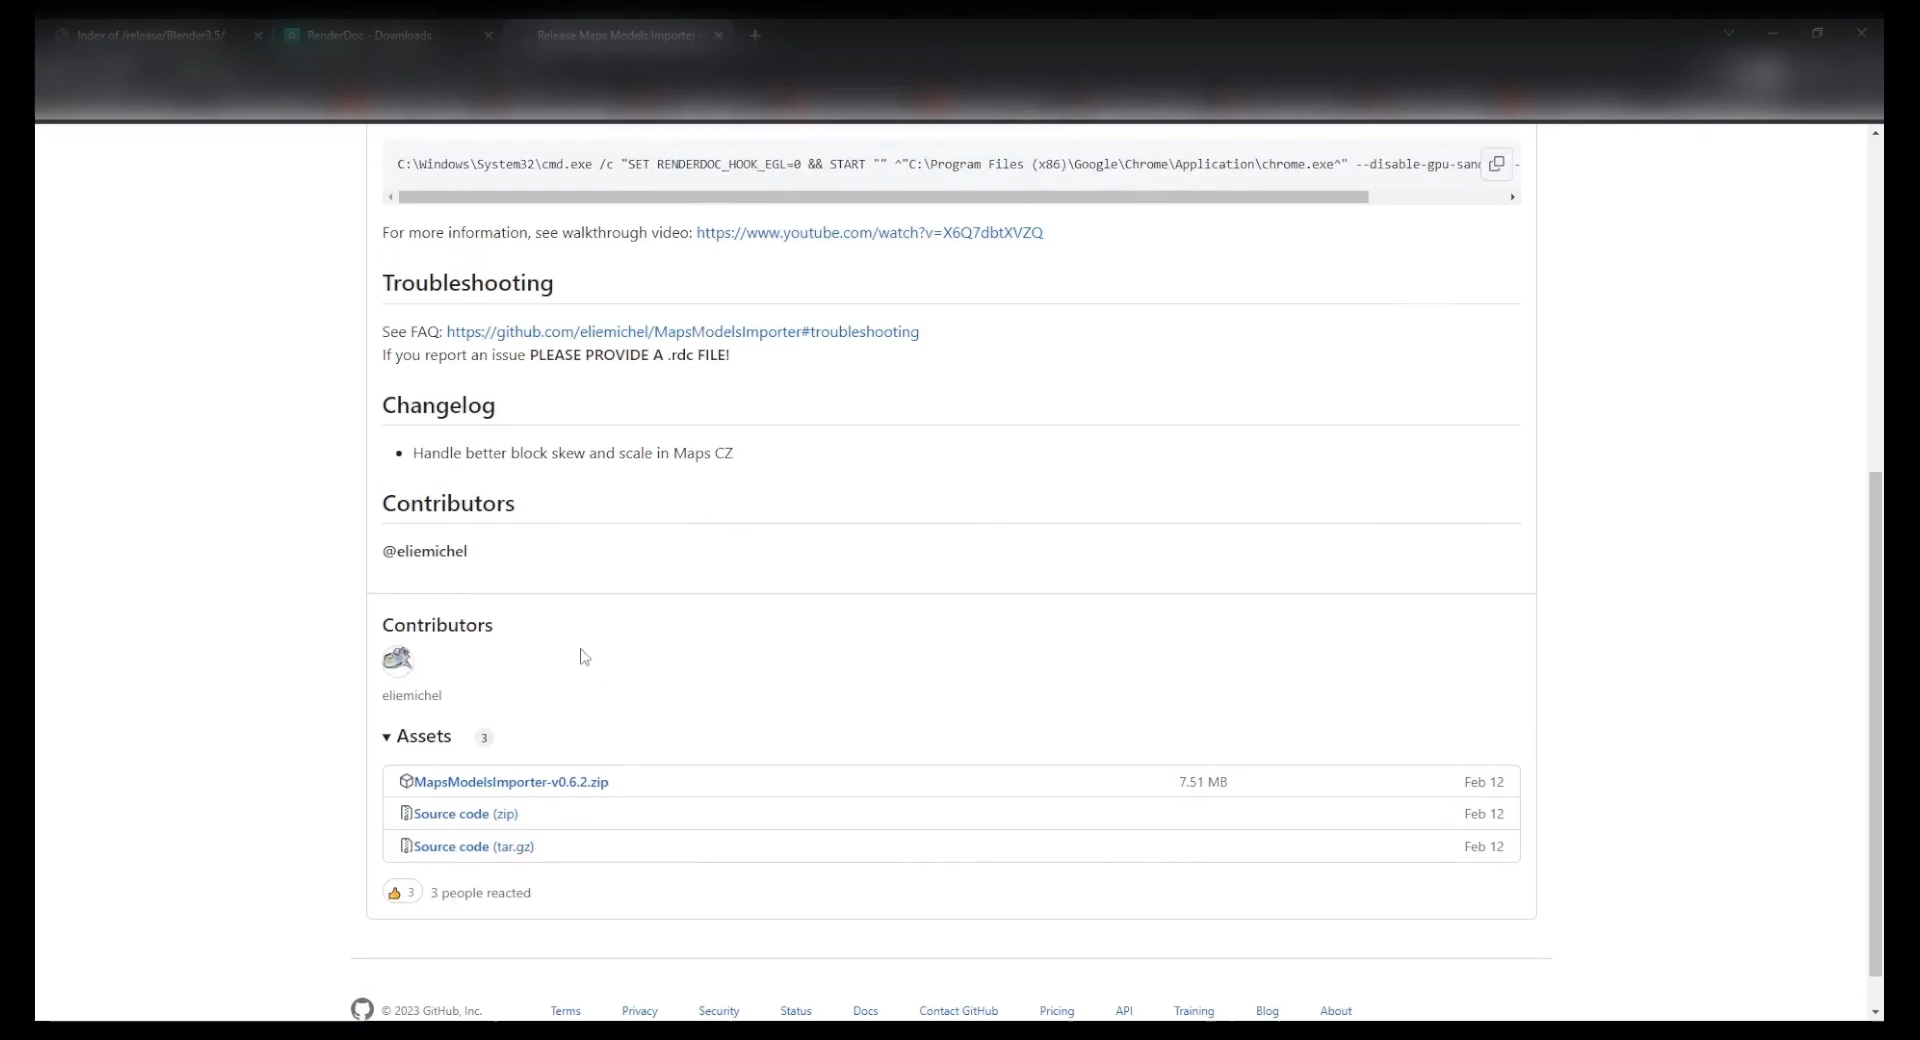 Index of /release/Blender3.5/
RenderDoc - Downloads
Release Maps Models Importer
C:\Windows\System32\cmd.exe /c "SET RENDERDOC_HOOK_EGL=0 && START "" ^"C:\Program Files (x86)\Google\Chrome\Application\chrome.exe^" --disable-gpu-sand
For more information, see walkthrough video: https://www.youtube.com/watch?v=X6Q7dbtXVZQ
Troubleshooting
See FAQ: https://github.com/eliemichel/MapsModelsImporter#troubleshooting
If you report an issue PLEASE PROVIDE A .rdc FILE!
Changelog
• Handle better block skew and scale in Maps CZ
Contributors
@eliemichel
Contributors
eliemichel
Assets 3
MapsModelsImporter-v0.6.2.zip 7.51 MB Feb 12
Source code (zip) Feb 12
Source code (tar.gz) Feb 12
3 3 people reacted
© 2023 GitHub, Inc. Terms Privacy Security Status Docs Contact GitHub Pricing API Training Blog About